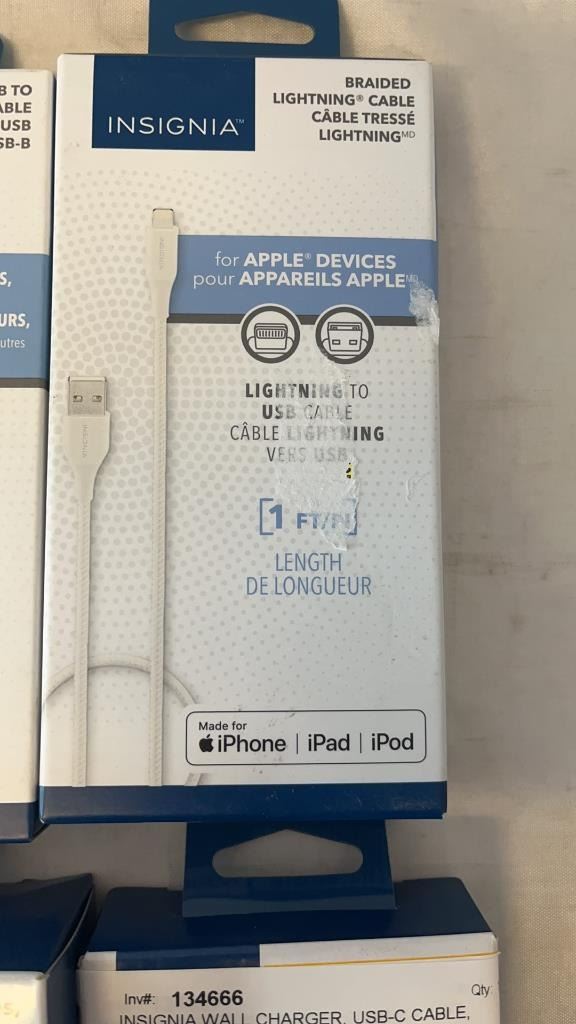 B TO
ABLE
USB
SB-B
S,
URS,
utres
INSIGNIA™
BRAIDED
LIGHTNING® CABLE
CÂBLE TRESSÉ
LIGHTNINGᴹᴰ
for APPLE® DEVICES
pour APPAREILS APPLEᴹᴰ
LIGHTNING TO
USB CABLE
CÂBLE LIGHTNING
VERS USB
[1 FT/PI]
LENGTH
DE LONGUEUR
Made for
iPhone | iPad | iPod
Inv#: 134666
Qty:
INSIGNIA WALL CHARGER, USB-C CABLE,